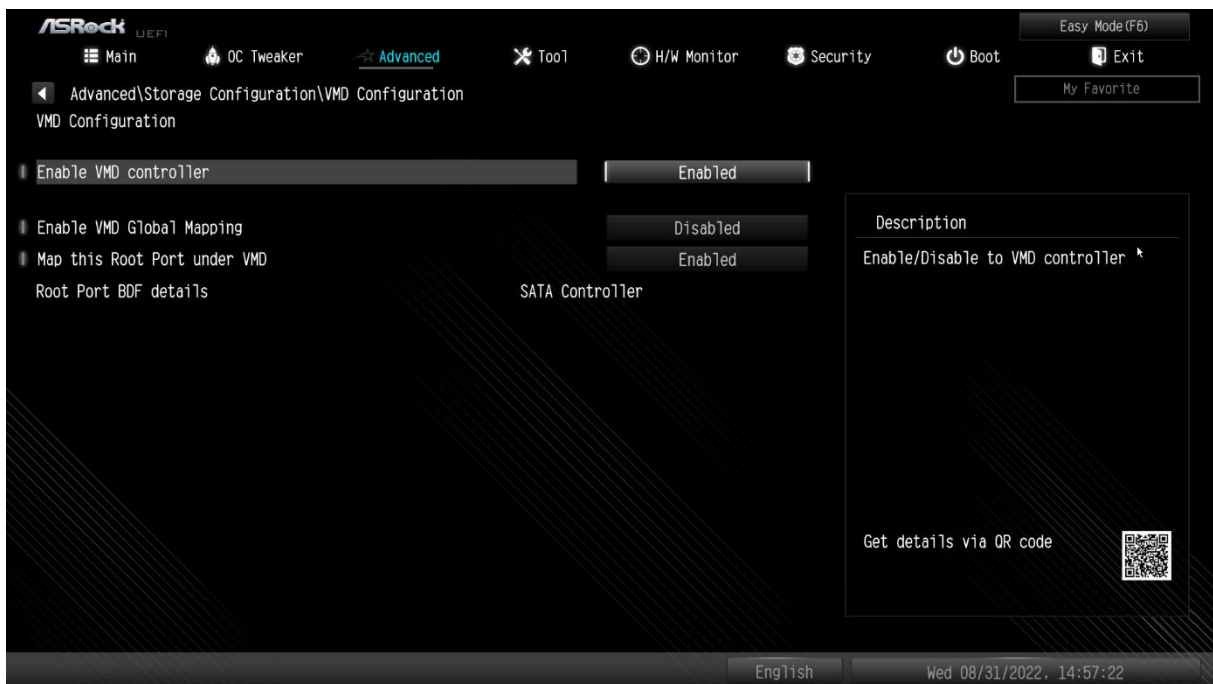 ASRock UEFI
Easy Mode(F6)
Main OC Tweaker Advanced Tool H/W Monitor Security Boot Exit
Advanced\Storage Configuration\VMD Configuration
My Favorite
VMD Configuration
Enable VMD controller Enabled
Enable VMD Global Mapping Disabled
Map this Root Port under VMD Enabled
Root Port BDF details SATA Controller
Description
Enable/Disable to VMD controller
Get details via QR code
English Wed 08/31/2022, 14:57:22